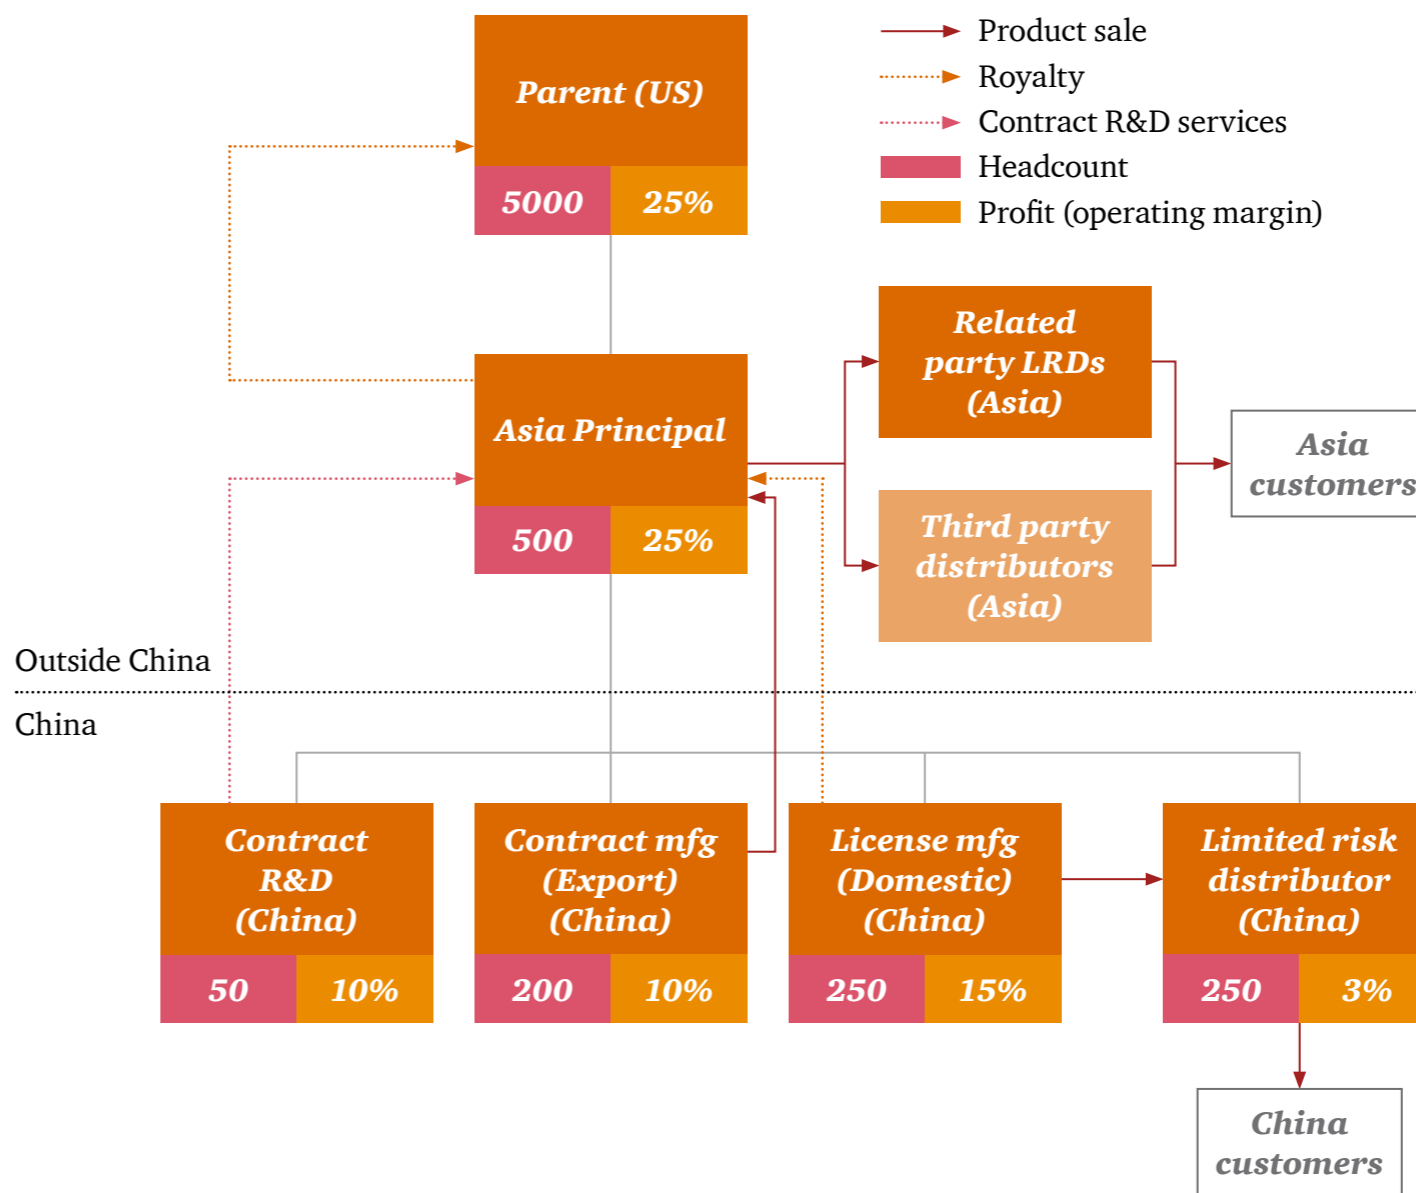 Parent (US)
5000
25%
Product sale
Royalty
Contract R&D services
Headcount
Profit (operating margin)
Asia Principal
500
25%
Related
party LRDs
(Asia)
Third party
distributors
(Asia)
Asia
customers
Outside China
China
Contract
R&D
(China)
50
10%
Contract mfg
(Export)
(China)
200
10%
License mfg
(Domestic)
(China)
250
15%
Limited risk
distributor
(China)
250
3%
China
customers